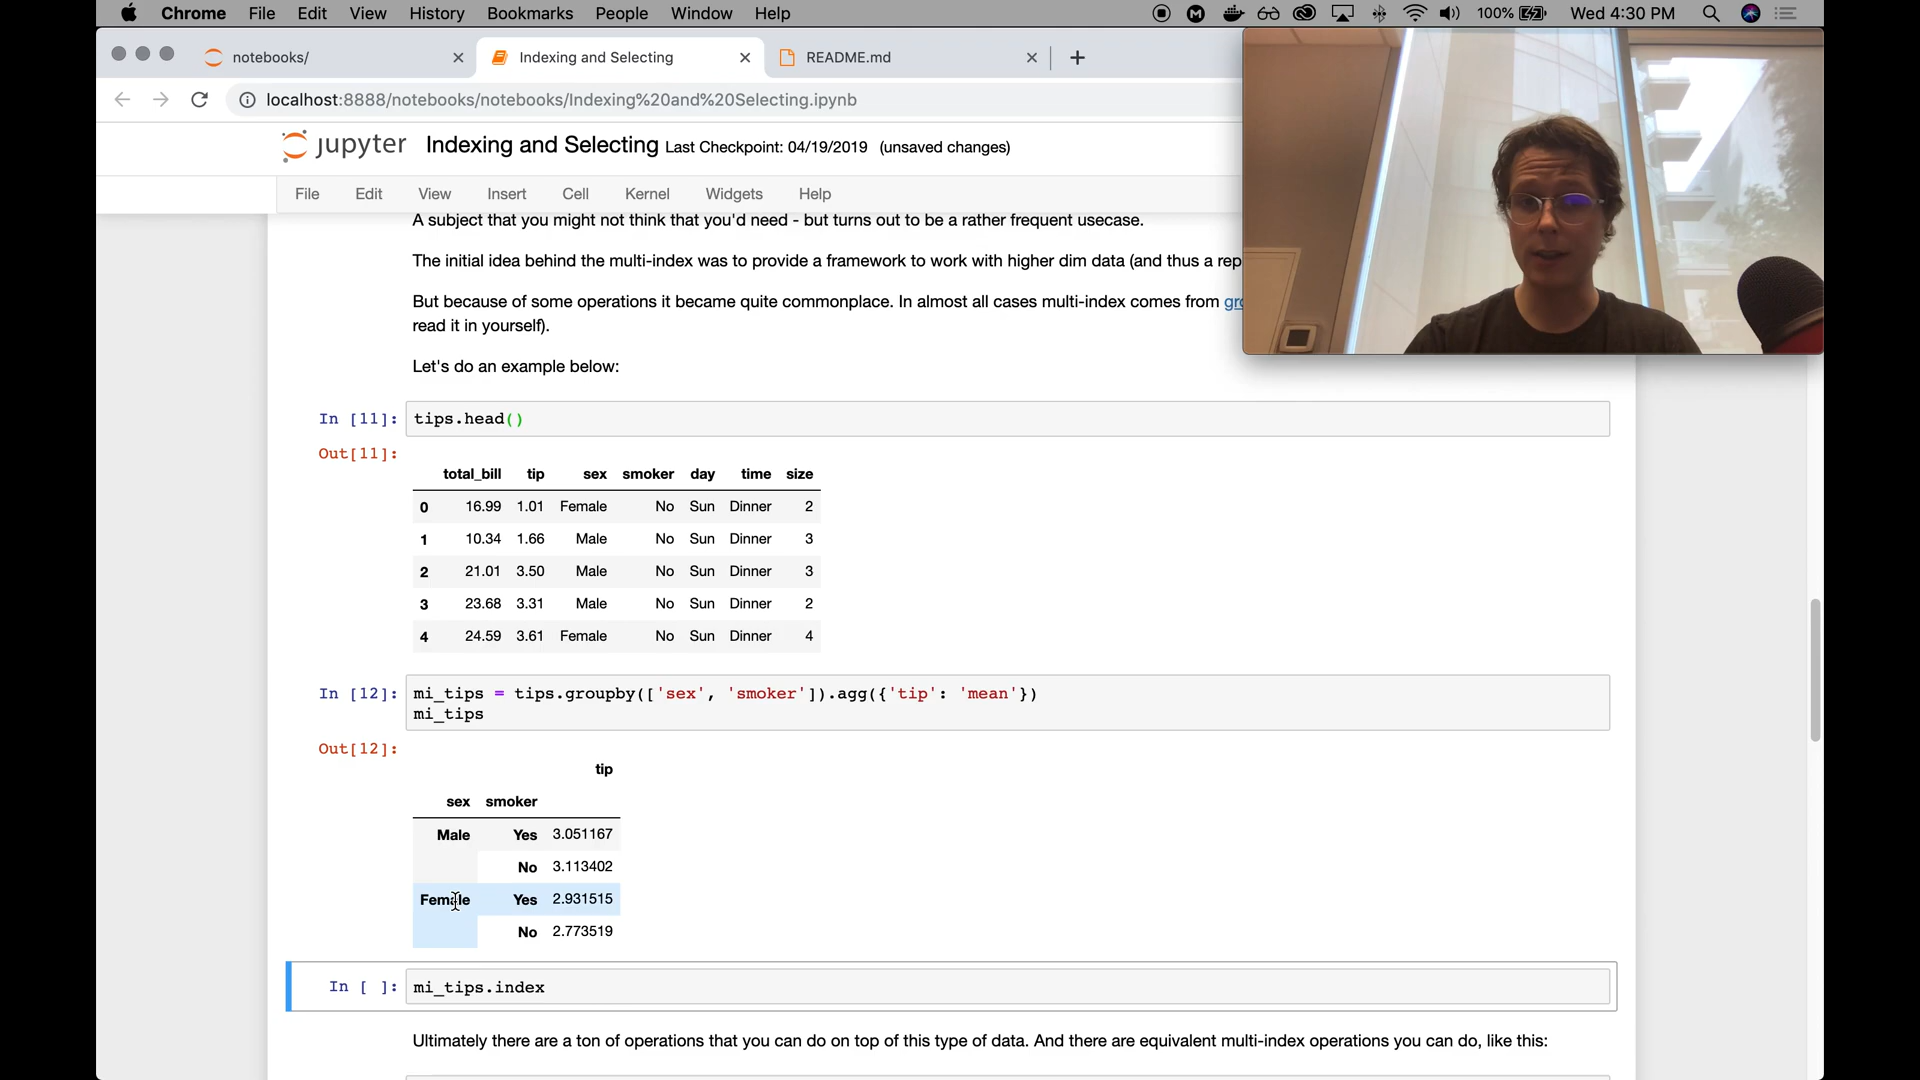 Chrome File Edit View History Bookmarks People Window Help 100% Wed 4:30 PM
notebooks/ Indexing and Selecting README.md
localhost:8888/notebooks/notebooks/Indexing%20and%20Selecting.ipynb
jupyter Indexing and Selecting Last Checkpoint: 04/19/2019 (unsaved changes)
File Edit View Insert Cell Kernel Widgets Help
A subject that you might not think that you'd need - but turns out to be a rather frequent usecase.
The initial idea behind the multi-index was to provide a framework to work with higher dim data (and thus a rep
But because of some operations it became quite commonplace. In almost all cases multi-index comes from gro
read it in yourself).
Let's do an example below:
In [11]: tips.head()
Out[11]:
total_bill tip sex smoker day time size
0 16.99 1.01 Female No Sun Dinner 2
1 10.34 1.66 Male No Sun Dinner 3
2 21.01 3.50 Male No Sun Dinner 3
3 23.68 3.31 Male No Sun Dinner 2
4 24.59 3.61 Female No Sun Dinner 4
In [12]: mi_tips = tips.groupby(['sex', 'smoker']).agg({'tip': 'mean'})
mi_tips
Out[12]:
tip
sex smoker
Male Yes 3.051167
No 3.113402
Female Yes 2.931515
No 2.773519
In [ ]: mi_tips.index
Ultimately there are a ton of operations that you can do on top of this type of data. And there are equivalent multi-index operations you can do, like this: